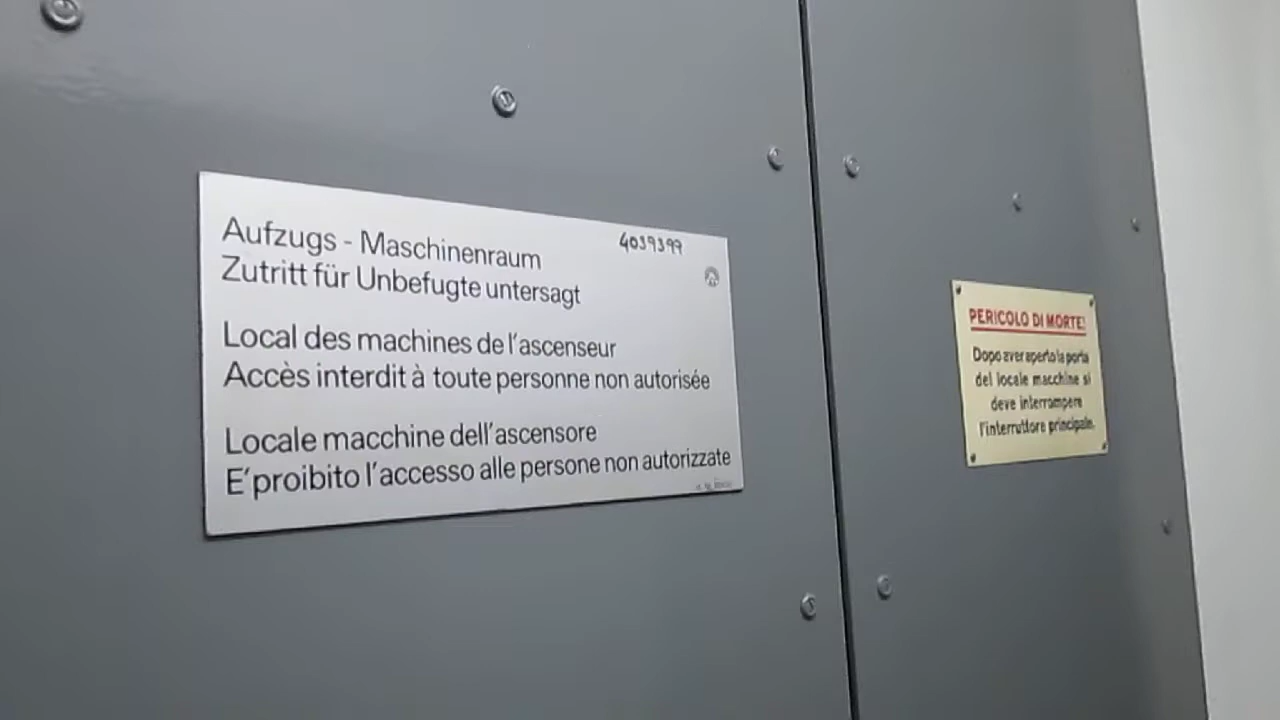 Aufzugs - Maschinenraum
4039399
Zutritt für Unbefugte untersagt
Local des machines de l'ascenseur
Accès interdit à toute personne non autorisée
Locale macchine dell'ascensore
E'proibito l'accesso alle persone non autorizzate
PERICOLO DI MORTE!
Dopo aver aperto la porta
del locale macchine si
deve interrompere
l'interruttore principale.